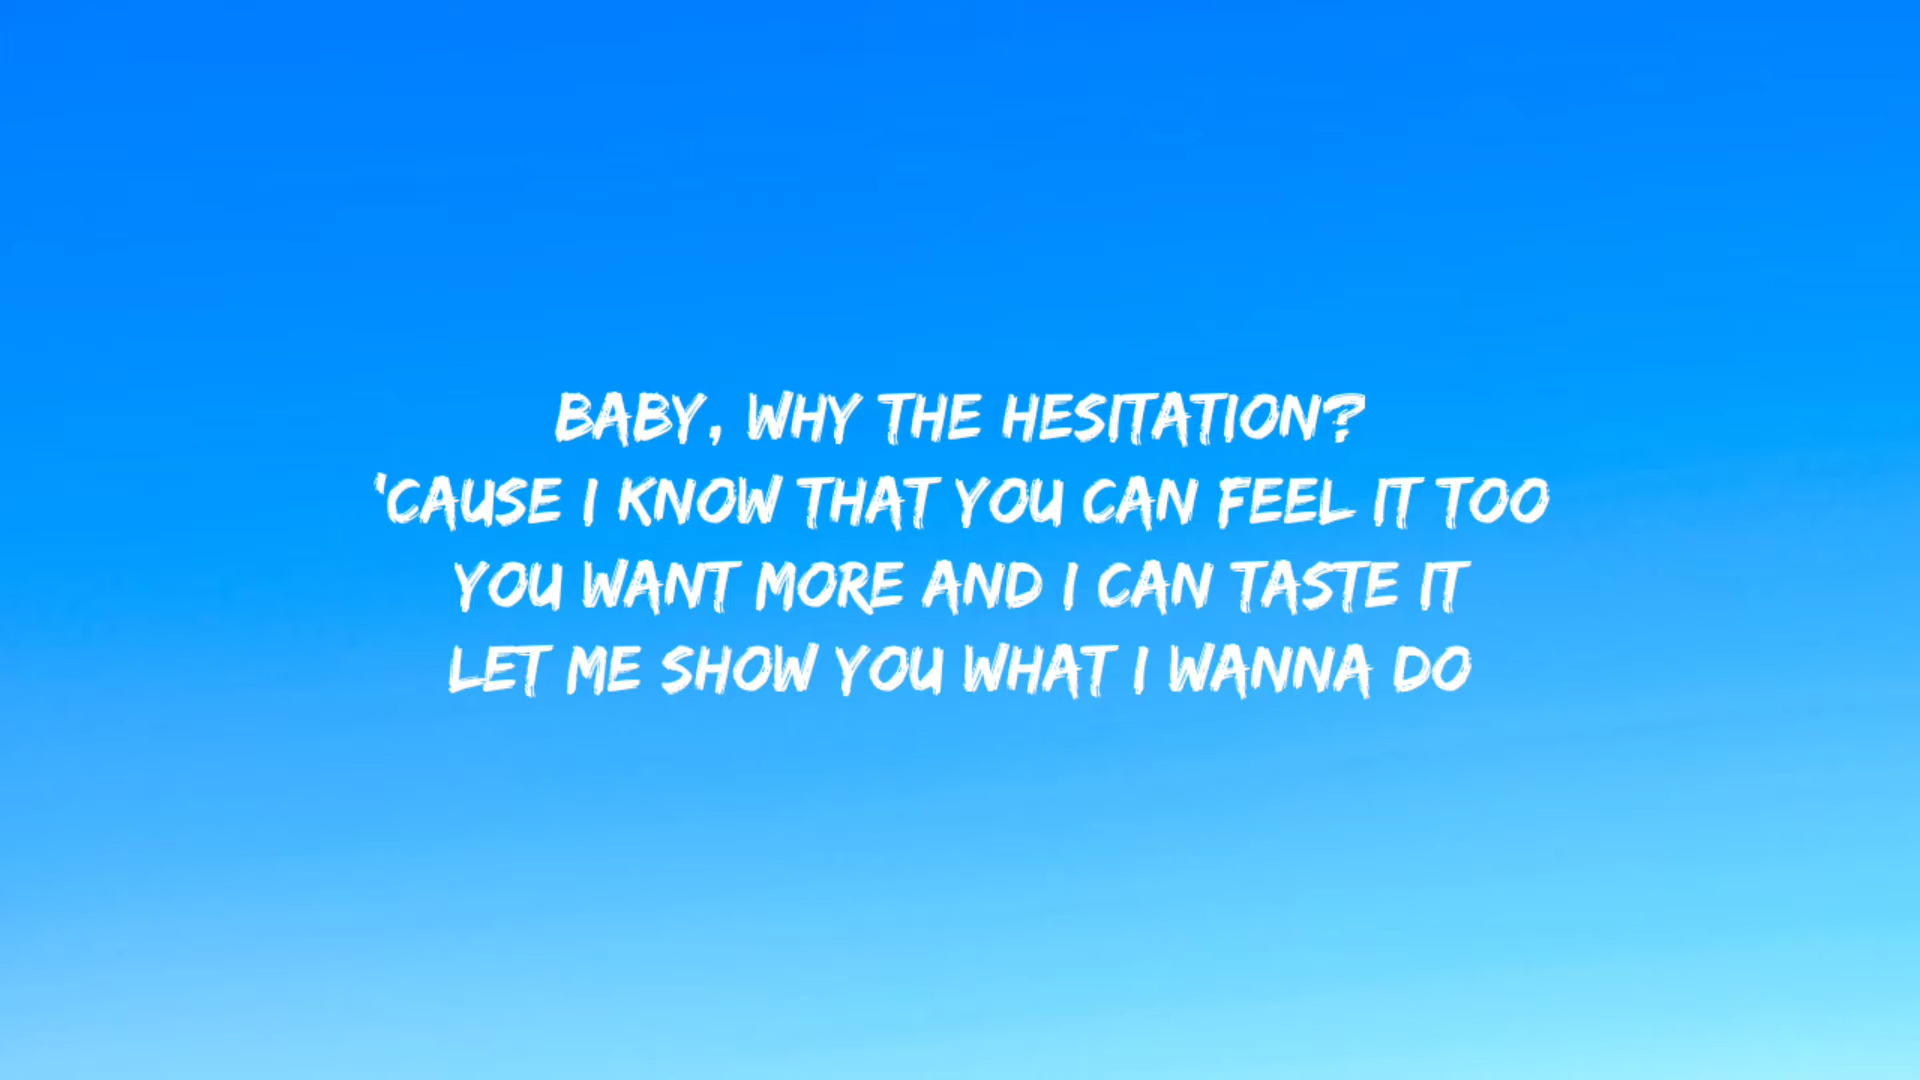 BABY, WHY THE HESITATION?
'CAUSE I KNOW THAT YOU CAN FEEL IT TOO
YOU WANT MORE AND I CAN TASTE IT
LET ME SHOW YOU WHAT I WANNA DO